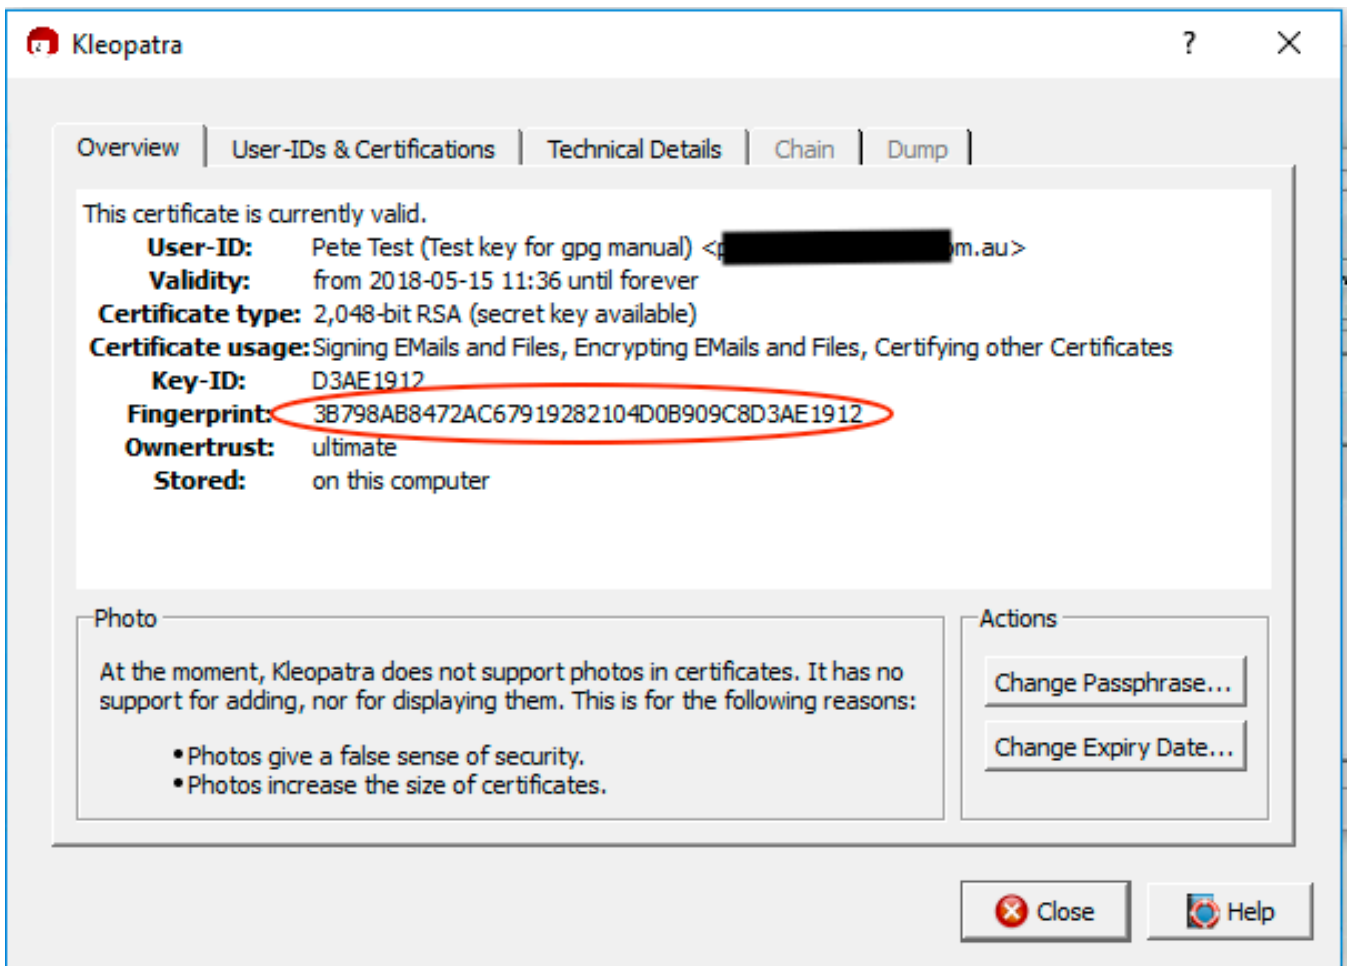 Kleopatra
?
Overview User-IDs & Certifications Technical Details Chain Dump
This certificate is currently valid.
User-ID: Pete Test (Test key for gpg manual) <p m.au>
Validity: from 2018-05-15 11:36 until forever
Certificate type: 2,048-bit RSA (secret key available)
Certificate usage: Signing EMails and Files, Encrypting EMails and Files, Certifying other Certificates
Key-ID: D3AE1912
Fingerprint: 3B798AB8472AC67919282104D0B909C8D3AE1912
Ownertrust: ultimate
Stored: on this computer
Photo
At the moment, Kleopatra does not support photos in certificates. It has no
support for adding, nor for displaying them. This is for the following reasons:
•Photos give a false sense of security.
•Photos increase the size of certificates.
Actions
Change Passphrase...
Change Expiry Date...
Close Help